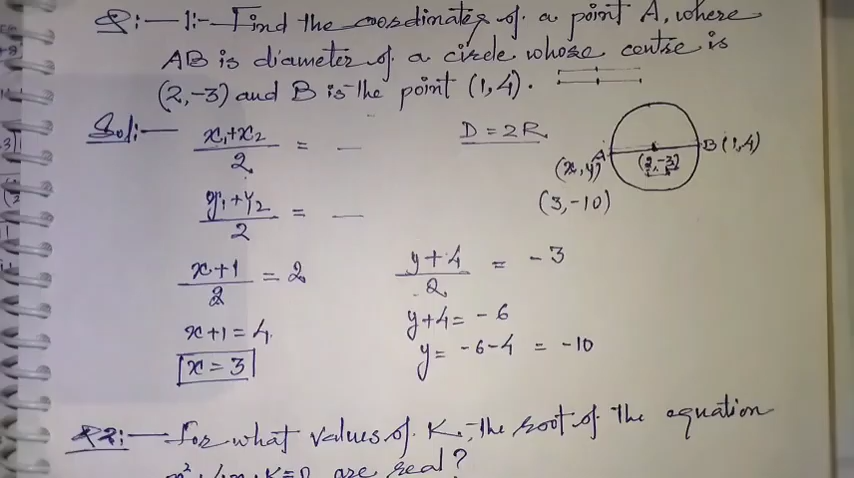 Q:— 1:- Find the coordinates of a point A, where
AB is diameter of a circle whose centre is
(2,-3) and B is the point (1,4).
Sol:—
x₁+x₂/2 = —
D = 2R
A
B (1,4)
(2,-3)
(x,y)
(3,-10)
y₁+y₂/2 = —
x+1/2 = 2
y+4/2 = -3
x+1 = 4
y+4 = -6
x = 3
y = -6-4 = -10
Q2:— For what values of K, the root of the equation
are real?